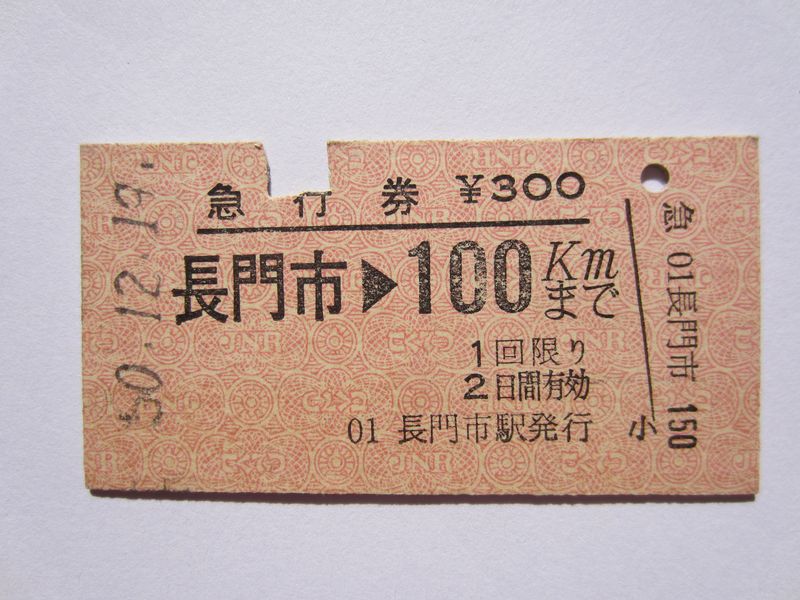 50.12.19.
急行券 ¥300
長門市▶100Kmまで
1回限り
2日間有効
01 長門市駅発行
小
急 01長門市 150
JNR